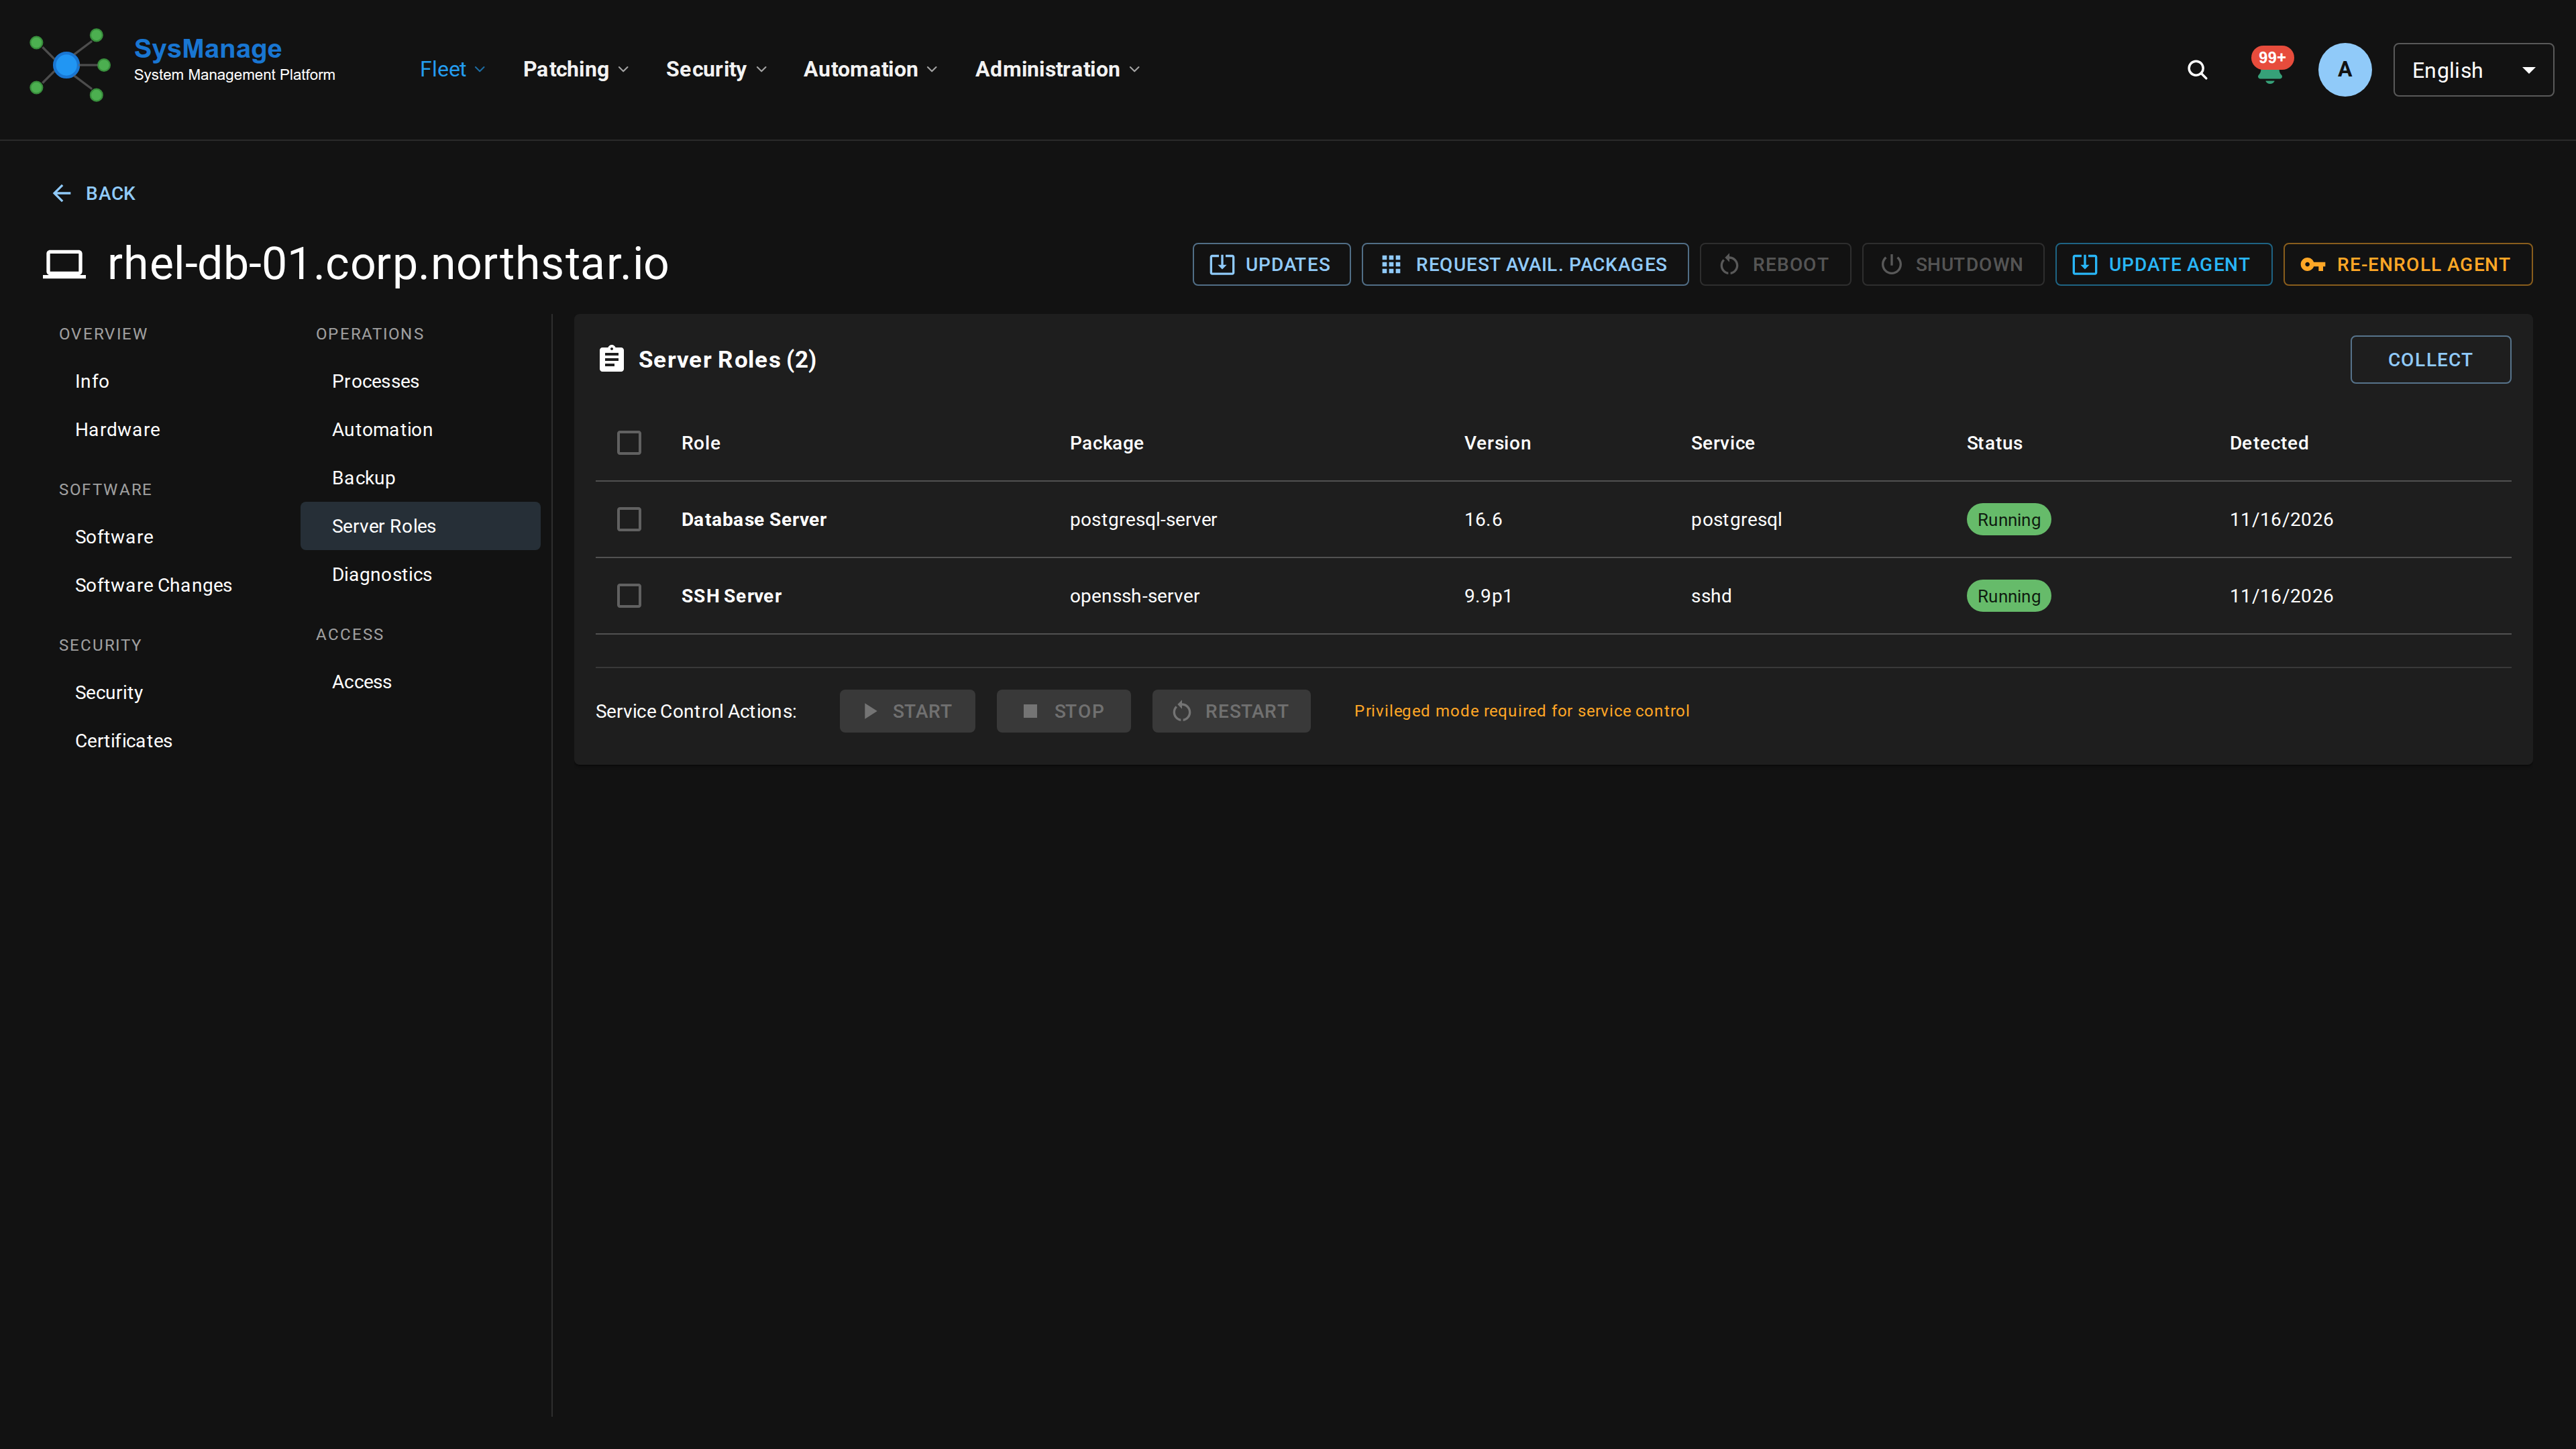 SysManage
System Management Platform
Fleet
Patching
Security
Automation
Administration
99+
A
English
BACK
rhel-db-01.corp.northstar.io
UPDATES
REQUEST AVAIL. PACKAGES
REBOOT
SHUTDOWN
UPDATE AGENT
RE-ENROLL AGENT
OVERVIEW
Info
Hardware
SOFTWARE
Software
Software Changes
SECURITY
Security
Certificates
OPERATIONS
Processes
Automation
Backup
Server Roles
Diagnostics
ACCESS
Access
Server Roles (2)
COLLECT
Role Package Version Service Status Detected
Database Server postgresql-server 16.6 postgresql Running 11/16/2026
SSH Server openssh-server 9.9p1 sshd Running 11/16/2026
Service Control Actions: START STOP RESTART Privileged mode required for service control